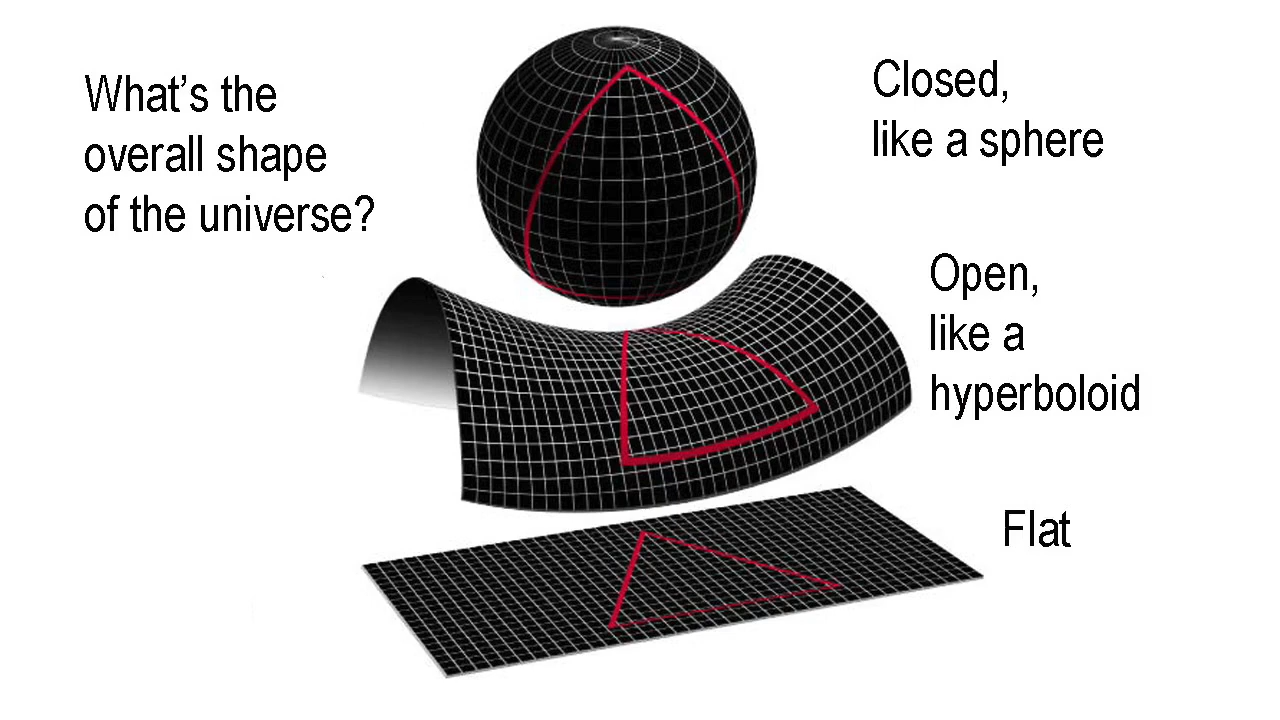 What’s the
overall shape
of the universe?
Closed,
like a sphere
Open,
like a
hyperboloid
Flat